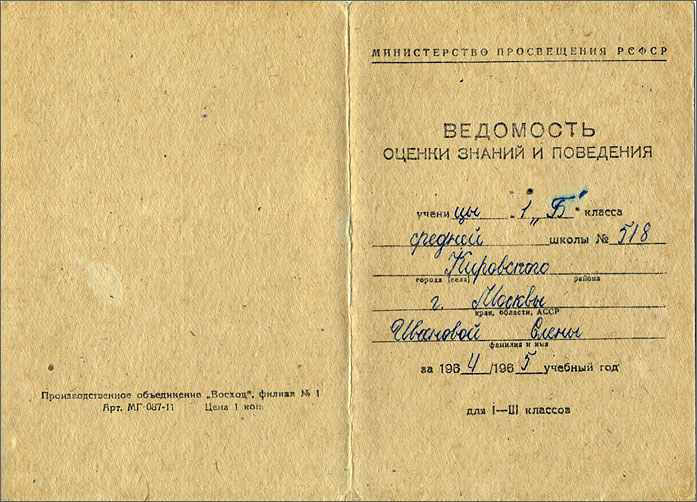 Производственное объединение „Восход", филиал № 1
Арт. МГ-087-11 Цена 1 коп.
МИНИСТЕРСТВО ПРОСВЕЩЕНИЯ РСФСР
ВЕДОМОСТЬ
ОЦЕНКИ ЗНАНИЙ И ПОВЕДЕНИЯ
учени цы 1 „Б" класса
средней школы № 518
Кировского
города (села) района
г. Москвы
края, области, АССР
Ивановой Елены
фамилия и имя
за 1964/1965 учебный год
для I—III классов